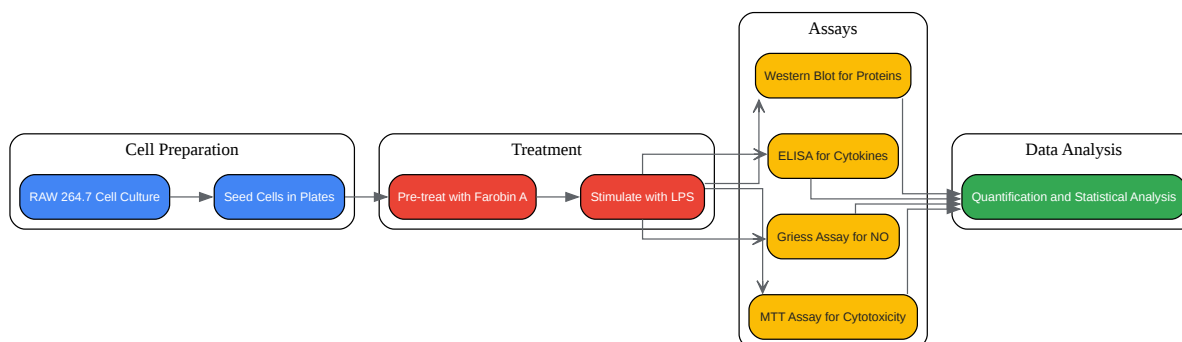 Cell Preparation
RAW 264.7 Cell Culture
Seed Cells in Plates
Treatment
Pre-treat with Farobin A
Stimulate with LPS
Assays
Western Blot for Proteins
ELISA for Cytokines
Griess Assay for NO
MTT Assay for Cytotoxicity
Data Analysis
Quantification and Statistical Analysis